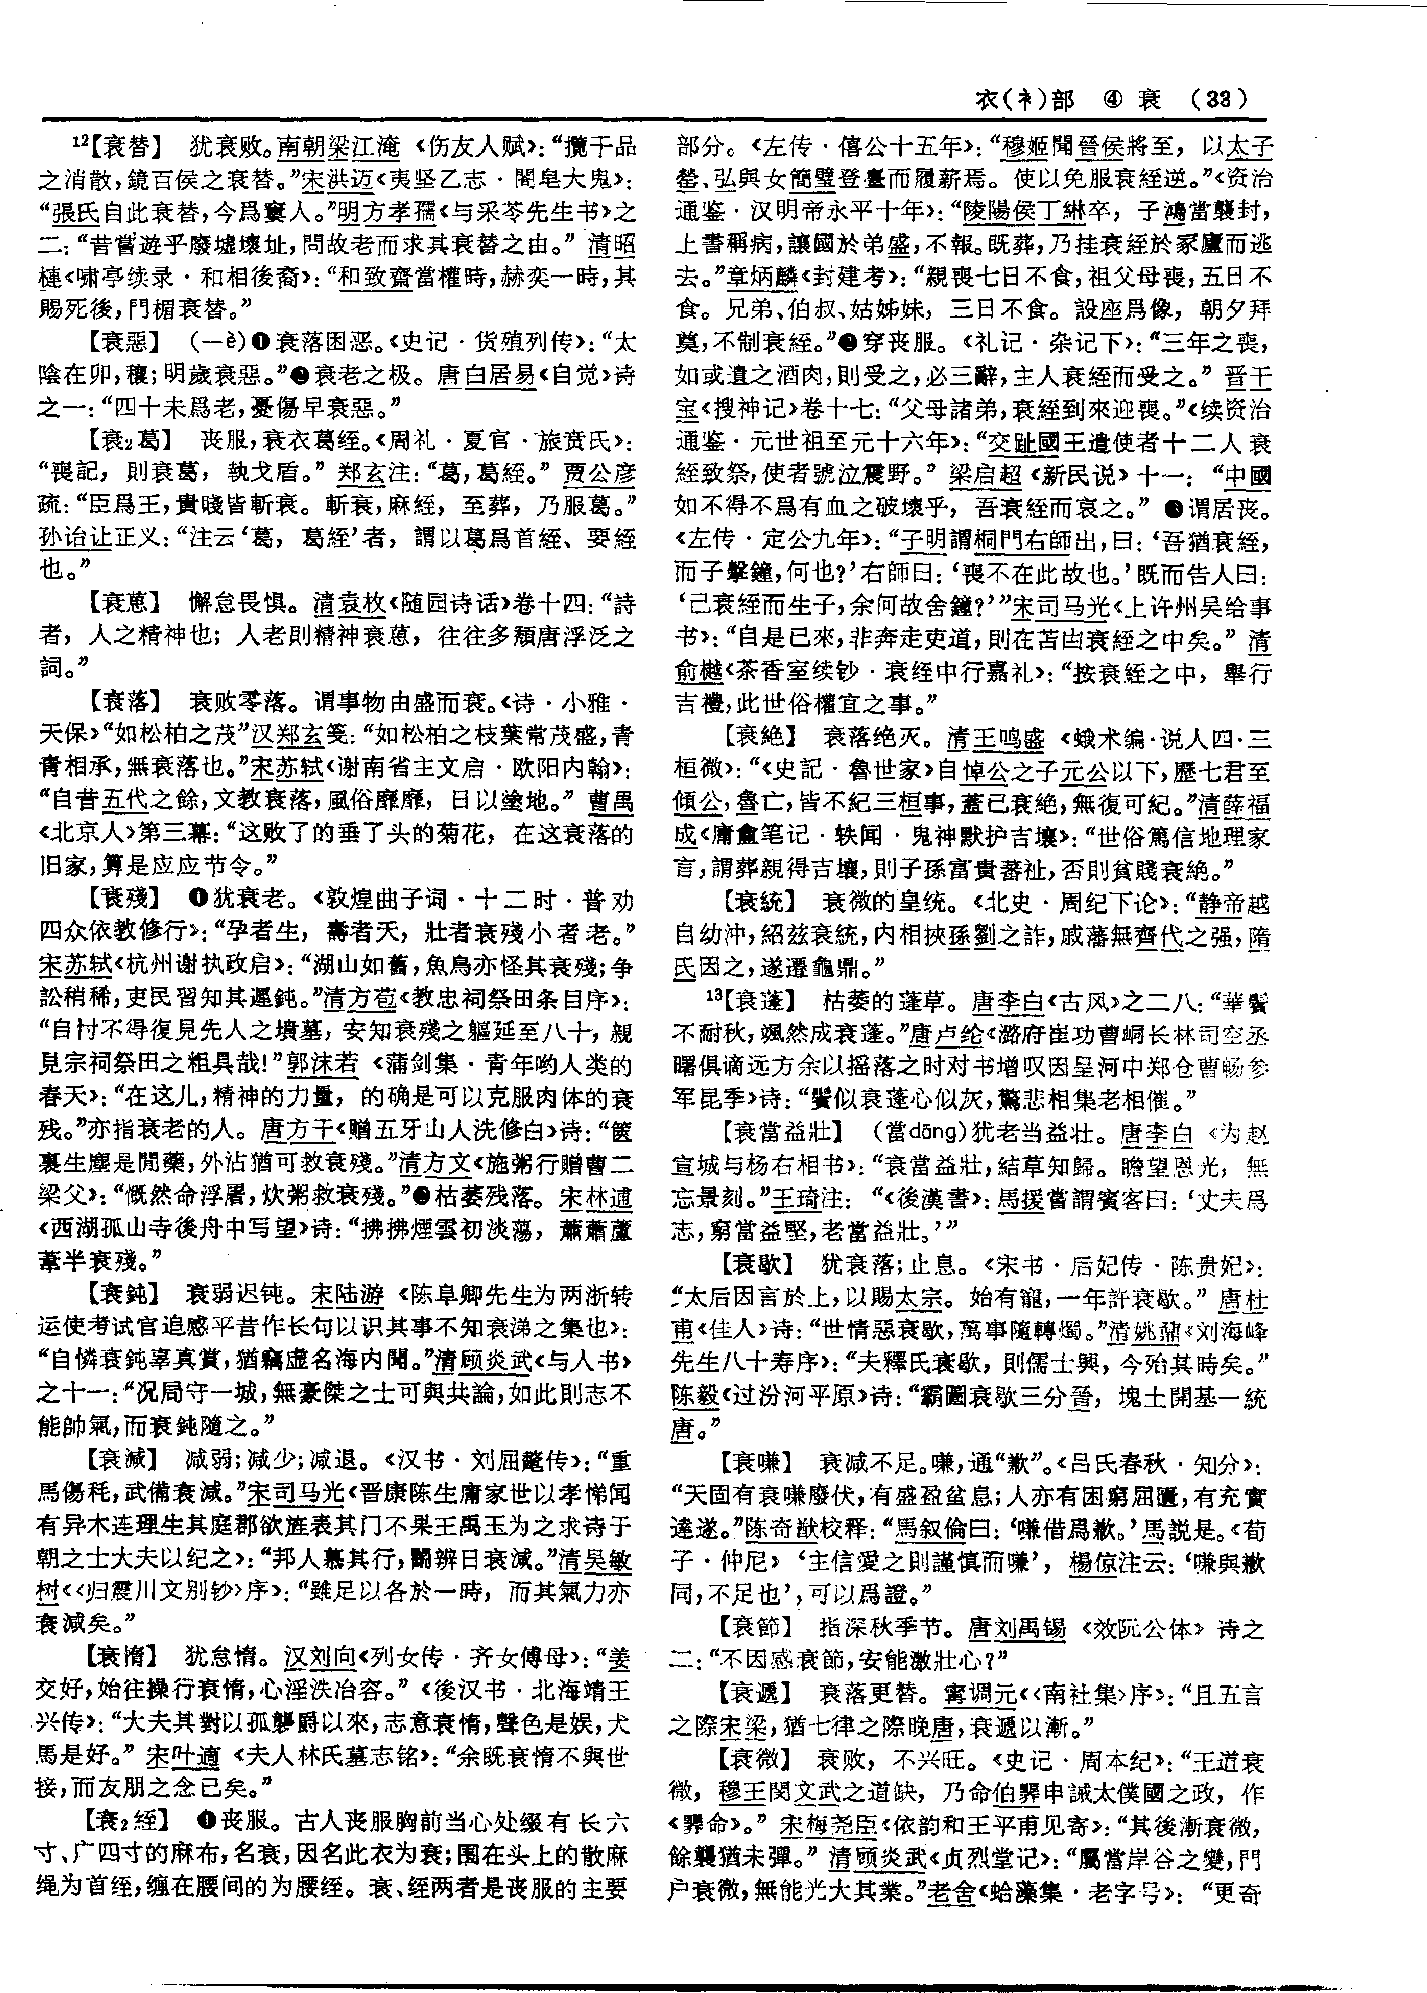 衣(衤)部 ④ 衰 (33)
¹²【衰替】 犹衰败。南朝梁江淹《伤友人赋》：“攬千品
之消散，鏡百侯之衰替。”宋洪迈《夷坚乙志·閤皂大鬼》：
“張氏自此衰替，今爲窶人。”明方孝孺《与采苓先生书》之
二：“昔嘗遊乎廢墟壞址，問故老而求其衰替之由。”清昭
槤《啸亭续录·和相後裔》：“和致齋當權時，赫奕一時，其
賜死後，門楣衰替。”
【衰惡】 （—è）❶衰落困恶。《史记·货殖列传》：“太
陰在卯，穰；明歲衰惡。”❷衰老之极。唐白居易《自觉》诗
之一：“四十未爲老，憂傷早衰惡。”
【衰₂葛】 丧服，衰衣葛绖。《周礼·夏官·旅贲氏》：
“喪記，則衰葛，執戈盾。”郑玄注：“葛，葛絰。”贾公彦
疏：“臣爲王，貴賤皆斬衰。斬衰，麻絰，至葬，乃服葛。”
孙诒让正义：“注云‘葛，葛絰’者，謂以葛爲首絰、要絰
也。”
【衰葸】 懈怠畏惧。清袁枚《随园诗话》卷十四：“詩
者，人之精神也；人老則精神衰葸，往往多頹唐浮泛之
詞。”
【衰落】 衰败零落。谓事物由盛而衰。《诗·小雅·
天保》“如松柏之茂”汉郑玄笺：“如松柏之枝葉常茂盛，青
青相承，無衰落也。”宋苏轼《谢南省主文启·欧阳内翰》：
“自昔五代之餘，文教衰落，風俗靡靡，日以塗地。”曹禺
《北京人》第三幕：“这败了的垂了头的菊花，在这衰落的
旧家，算是应应节令。”
【衰殘】 ❶犹衰老。《敦煌曲子词·十二时·普劝
四众依教修行》：“孕者生，壽者夭，壯者衰殘小者老。”
宋苏轼《杭州谢执政启》：“湖山如舊，魚鳥亦怪其衰殘；争
訟稍稀，吏民習知其遲鈍。”清方苞《教忠祠祭田条目序》：
“自忖不得復見先人之墳墓，安知衰殘之軀延至八十，親
見宗祠祭田之粗具哉！”郭沫若《蒲剑集·青年哟人类的
春天》：“在这儿，精神的力量，的确是可以克服肉体的衰
残。”亦指衰老的人。唐方干《赠五牙山人洗修白》诗：“篋
裏生塵是閒藥，外沾猶可救衰殘。”清方文《施粥行赠曹二
梁父》：“慨然命浮屠，炊粥救衰殘。”❷枯萎残落。宋林逋
《西湖孤山寺後舟中写望》诗：“拂拂煙雲初淡蕩，蕭蕭蘆
葦半衰殘。”
【衰鈍】 衰弱迟钝。宋陆游《陈阜卿先生为两浙转
运使考试官追感平昔作长句以识其事不知衰涕之集也》：
“自憐衰鈍辜真賞，猶竊虚名海内聞。”清顾炎武《与人书》
之十一：“况局守一城，無豪傑之士可與共論，如此則志不
能帥氣，而衰鈍隨之。”
【衰減】 减弱；减少；减退。《汉书·刘屈氂传》：“重
馬傷秏，武備衰減。”宋司马光《晋康陈生庸家世以孝悌闻
有异木连理生其庭郡欲旌表其门不果王禹玉为之求诗于
朝之士大夫以纪之》：“邦人慕其行，鬭辨日衰減。”清吴敏
树《〈归震川文别钞〉序》：“雖足以各於一時，而其氣力亦
衰減矣。”
【衰惰】 犹怠惰。汉刘向《列女传·齐女傅母》：“姜
交好，始往操行衰惰，心淫泆冶容。”《後汉书·北海靖王
兴传》：“大夫其對以孤襲爵以來，志意衰惰，聲色是娱，犬
馬是好。”宋叶適《夫人林氏墓志铭》：“余既衰惰不與世
接，而友朋之念已矣。”
【衰₂絰】 ❶丧服。古人丧服胸前当心处缀有长六
寸、广四寸的麻布，名衰，因名此衣为衰；围在头上的散麻
绳为首绖，缠在腰间的为腰绖。衰、绖两者是丧服的主要
部分。《左传·僖公十五年》：“穆姬聞晉侯將至，以太子
罃、弘與女簡璧登臺而履薪焉。使以免服衰絰逆。”《资治
通鉴·汉明帝永平十年》：“陵陽侯丁綝卒，子鴻當襲封，
上書稱病，讓國於弟盛，不報。既葬，乃挂衰絰於冢廬而逃
去。”章炳麟《封建考》：“親喪七日不食，祖父母喪，五日不
食。兄弟、伯叔、姑姊妹，三日不食。設座爲像，朝夕拜
奠，不制衰絰。”❷穿丧服。《礼记·杂记下》：“三年之喪，
如或遺之酒肉，則受之，必三辭，主人衰絰而受之。”晋干
宝《搜神记》卷十七：“父母諸弟，衰絰到來迎喪。”《续资治
通鉴·元世祖至元十六年》：“交趾國王遣使者十二人衰
絰致祭，使者號泣震野。”梁启超《新民说》十一：“中國
如不得不爲有血之破壞乎，吾衰絰而哀之。”❸谓居丧。
《左传·定公九年》：“子明謂桐門右師出，曰：‘吾猶衰絰，
而子擊鐘，何也？’右師曰：‘喪不在此故也。’既而告人曰：
‘己衰絰而生子，余何故舍鐘？’”宋司马光《上许州吴给事
书》：“自是已來，非奔走吏道，則在苫凷衰絰之中矣。”清
俞樾《茶香室续钞·衰绖中行嘉礼》：“按衰絰之中，舉行
吉禮，此世俗權宜之事。”
【衰絶】 衰落绝灭。清王鸣盛《蛾术编·说人四·三
桓微》：“《史記·魯世家》自悼公之子元公以下，歷七君至
傾公，魯亡，皆不紀三桓事，蓋已衰絶，無復可紀。”清薛福
成《庸盦笔记·轶闻·鬼神默护吉壤》：“世俗篤信地理家
言，謂葬親得吉壤，則子孫富貴蕃祉，否則貧賤衰絶。”
【衰統】 衰微的皇统。《北史·周纪下论》：“静帝越
自幼沖，紹兹衰統，内相挾孫劉之詐，戚藩無齊代之强，隋
氏因之，遂遷龜鼎。”
¹³【衰蓬】 枯萎的蓬草。唐李白《古风》之二八：“華鬢
不耐秋，颯然成衰蓬。”唐卢纶《潞府崔功曹峒长林司空丞
曙俱谪远方余以摇落之时对书增叹因呈河中郑仓曹畅参
军昆季》诗：“鬢似衰蓬心似灰，驚悲相集老相催。”
【衰當益壯】 （當dāng）犹老当益壮。唐李白《为赵
宣城与杨右相书》：“衰當益壯，結草知歸。瞻望恩光，無
忘景刻。”王琦注：“《後漢書》：馬援嘗謂賓客曰：‘丈夫爲
志，窮當益堅，老當益壯。’”
【衰歇】 犹衰落；止息。《宋书·后妃传·陈贵妃》：
“太后因言於上，以賜太宗。始有寵，一年許衰歇。”唐杜
甫《佳人》诗：“世情惡衰歇，萬事隨轉燭。”清姚鼐《刘海峰
先生八十寿序》：“夫釋氏衰歇，則儒士興，今殆其時矣。”
陈毅《过汾河平原》诗：“霸圖衰歇三分晉，塊土開基一統
唐。”
【衰嗛】 衰减不足。嗛，通“歉”。《吕氏春秋·知分》：
“天固有衰嗛廢伏，有盛盈坌息；人亦有困窮屈匱，有充實
達遂。”陈奇猷校释：“馬叙倫曰：‘嗛借爲歉。’馬説是。《荀
子·仲尼》‘主信愛之則謹慎而嗛’，楊倞注云：‘嗛與歉
同，不足也’，可以爲證。”
【衰節】 指深秋季节。唐刘禹锡《效阮公体》诗之
二：“不因感衰節，安能激壯心？”
【衰遞】 衰落更替。甯调元《〈南社集〉序》：“且五言
之際宋梁，猶七律之際晚唐，衰遞以漸。”
【衰微】 衰败，不兴旺。《史记·周本纪》：“王道衰
微，穆王閔文武之道缺，乃命伯臩申誡太僕國之政，作
《臩命》。”宋梅尧臣《依韵和王平甫见寄》：“其後漸衰微，
餘襲猶未彈。”清顾炎武《贞烈堂记》：“屬當岸谷之變，門
户衰微，無能光大其業。”老舍《蛤藻集·老字号》：“更奇